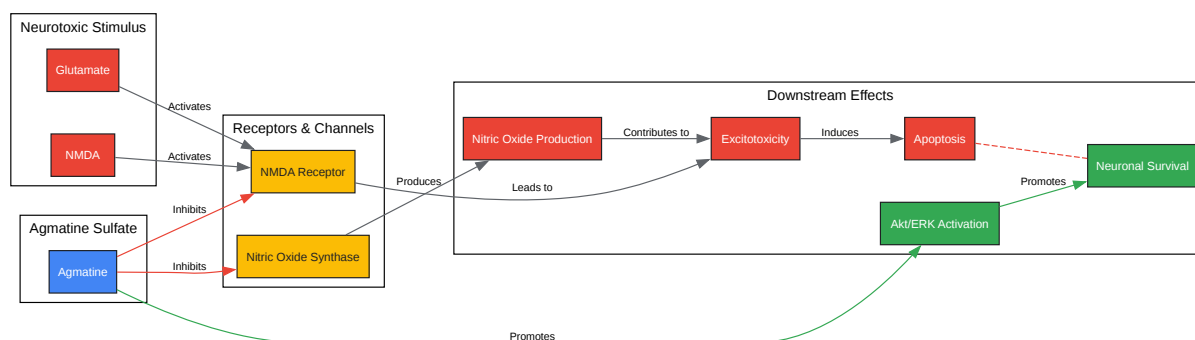 Neurotoxic Stimulus
Glutamate
NMDA
Activates
Activates
Agmatine Sulfate
Agmatine
Inhibits
Inhibits
Promotes
Receptors & Channels
NMDA Receptor
Nitric Oxide Synthase
Produces
Leads to
Downstream Effects
Nitric Oxide Production
Contributes to
Excitotoxicity
Induces
Apoptosis
Neuronal Survival
Promotes
Akt/ERK Activation